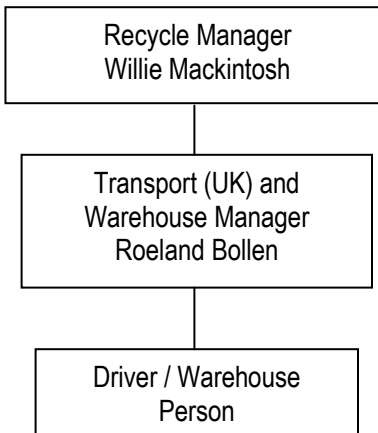 Recycle Manager
Willie Mackintosh
Transport (UK) and
Warehouse Manager
Roeland Bollen
Driver / Warehouse
Person